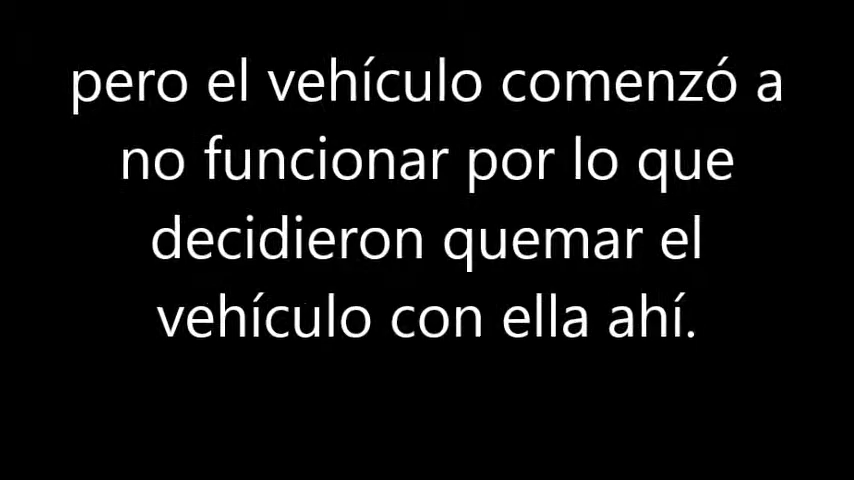 pero el vehículo comenzó a
no funcionar por lo que
decidieron quemar el
vehículo con ella ahí.